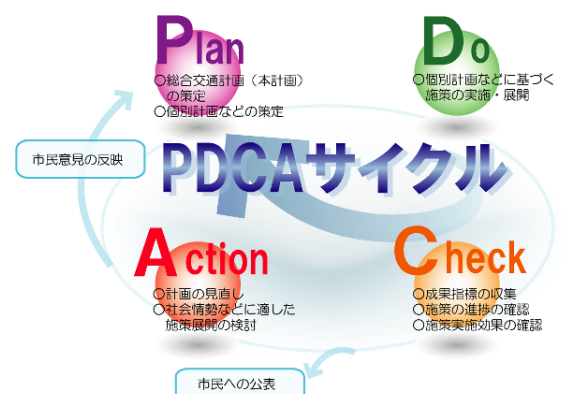 Plan
○総合交通計画（本計画）
の策定
○個別計画などの策定
Do
○個別計画などに基づく
施策の実施・展開
市民意見の反映
PDCAサイクル
Action
○計画の見直し
○社会情勢などに適した
施策展開の検討
Check
○成果指標の収集
○施策の進捗の確認
○施策実施効果の確認
市民への公表